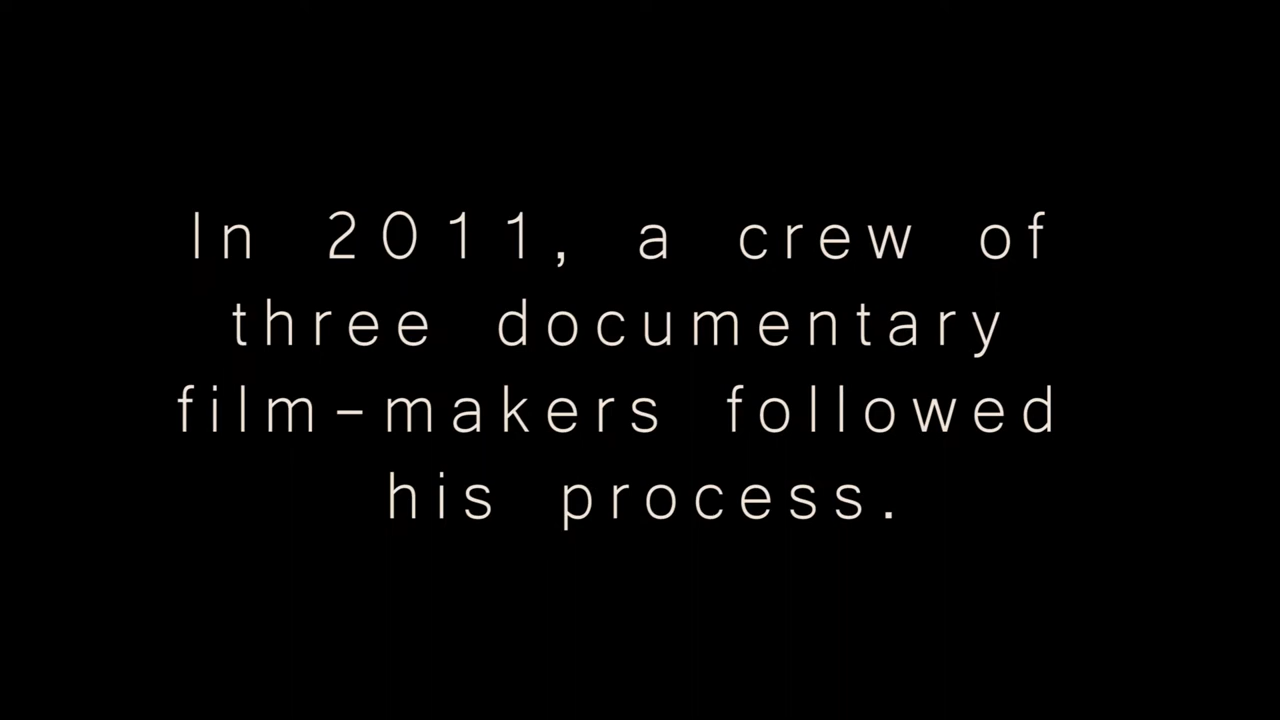 In 2011, a crew of
three documentary
film-makers followed
his process.